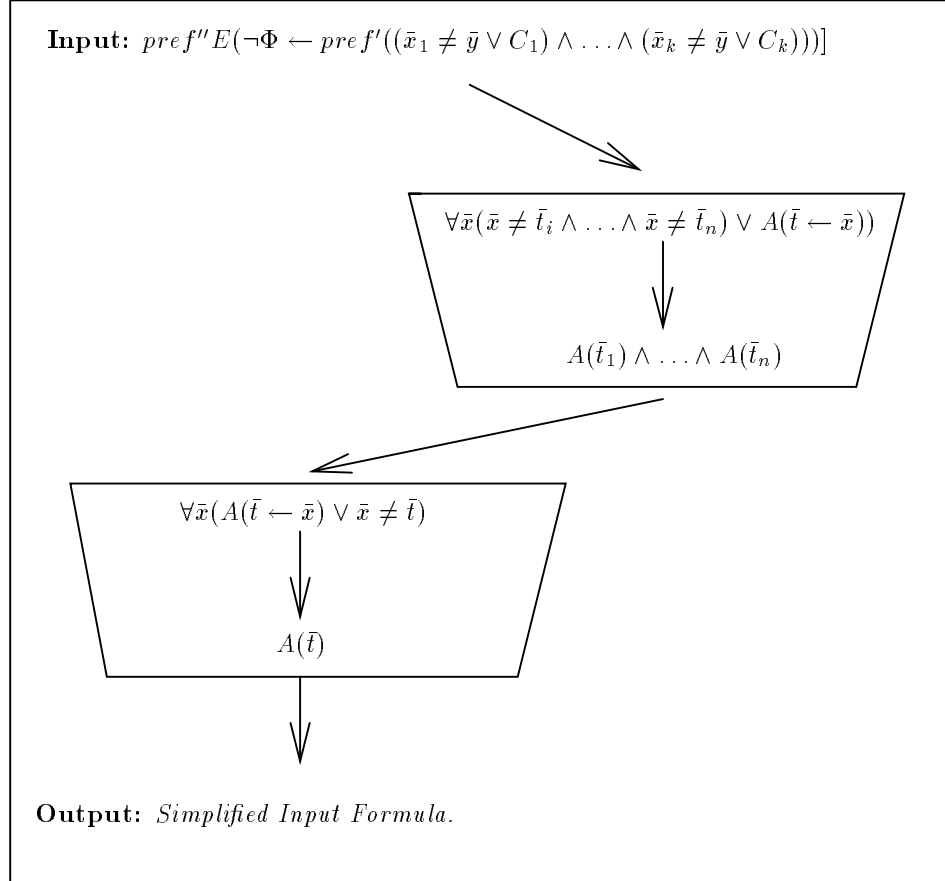 Input: pref''E(¬Φ ← pref'((x̄₁ ≠ ȳ ∨ C₁) ∧ ... ∧ (x̄ₖ ≠ ȳ ∨ Cₖ)))]
∀x̄(x̄ ≠ t̄ᵢ ∧ ... ∧ x̄ ≠ t̄ₙ) ∨ A(t̄ ← x̄))
A(t̄₁) ∧ ... ∧ A(t̄ₙ)
∀x̄(A(t̄ ← x̄) ∨ x̄ ≠ t̄)
A(t̄)
Output: Simplified Input Formula.